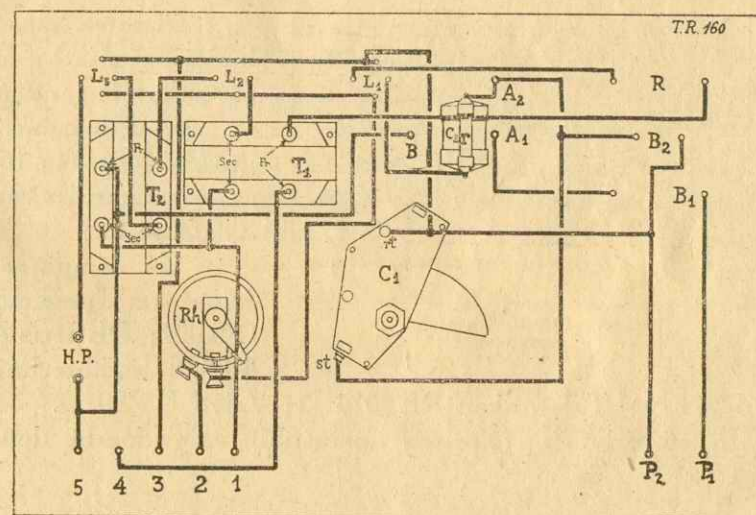 T.R. 160
L3 L2 L1 A2 R
Pr Sec Pr B C2 A1 B2
T2 T1
Sec B1
rt
C1
Rh
H.P. st
5 4 3 2 1 P2 P1